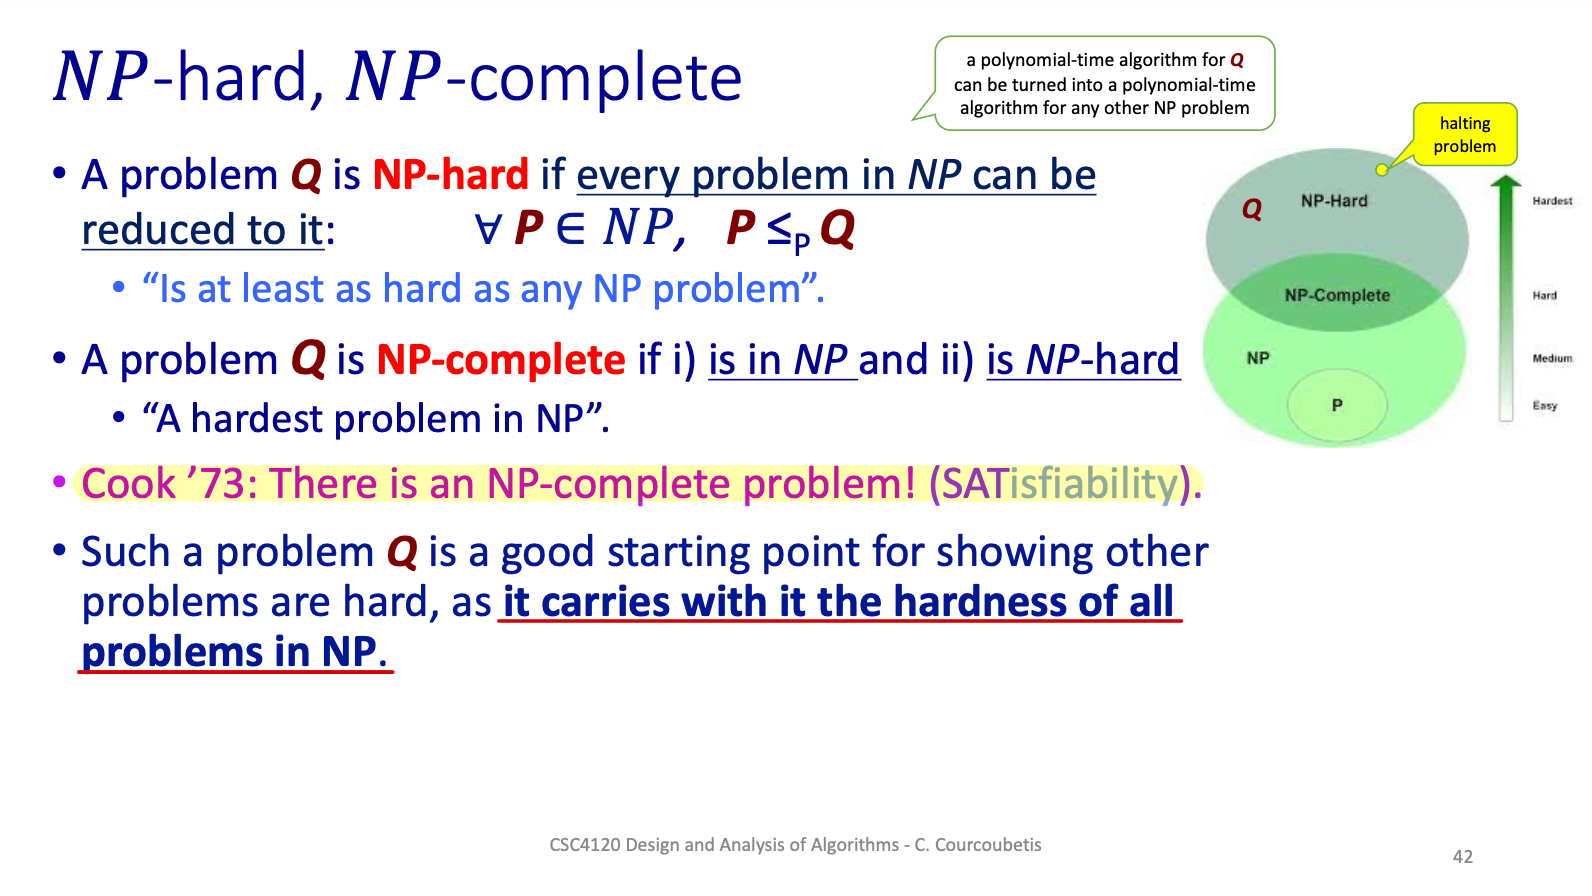 NP-hard, NP-complete
a polynomial-time algorithm for Q
can be turned into a polynomial-time
algorithm for any other NP problem
• A problem Q is NP-hard if every problem in NP can be
reduced to it: ∀ P ∈ NP, P ≤P Q
• “Is at least as hard as any NP problem”.
• A problem Q is NP-complete if i) is in NP and ii) is NP-hard
• “A hardest problem in NP”.
• Cook ’73: There is an NP-complete problem! (SATisfiability).
• Such a problem Q is a good starting point for showing other
problems are hard, as it carries with it the hardness of all
problems in NP.
halting
problem
Q
NP-Hard
NP-Complete
NP
P
Hardest
Hard
Medium
Easy
CSC4120 Design and Analysis of Algorithms - C. Courcoubetis
42